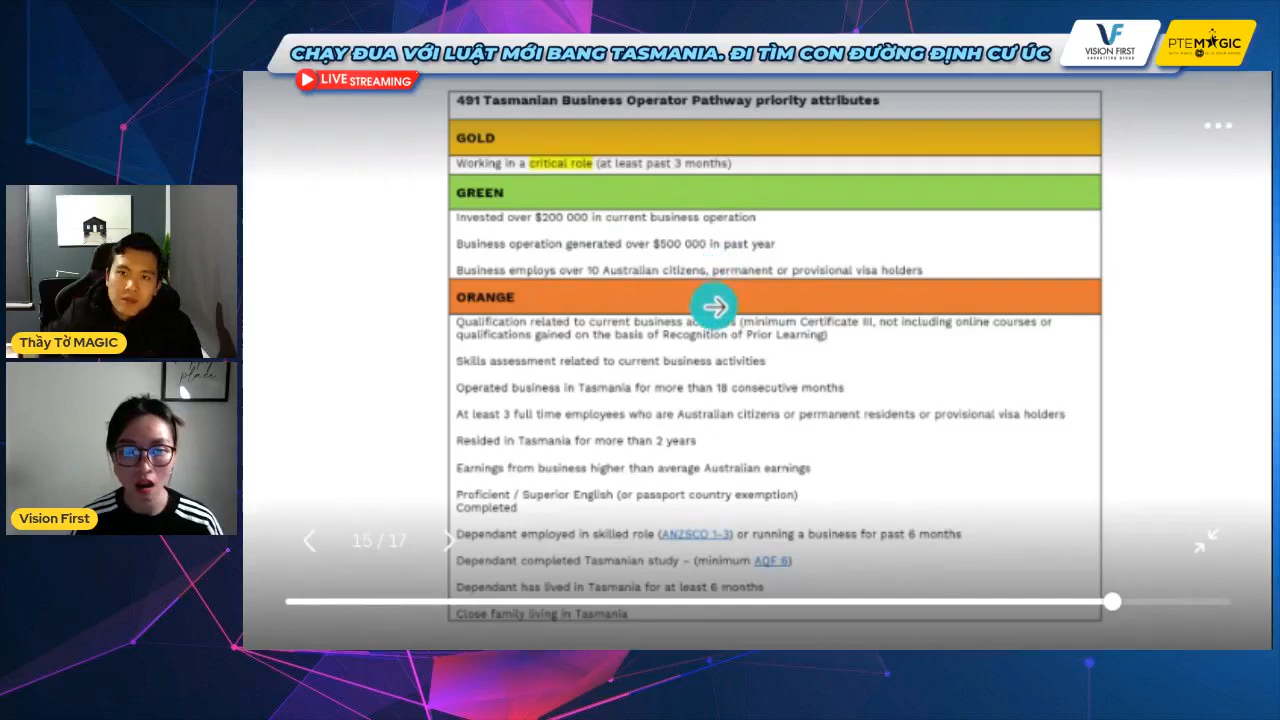 CHẠY ĐUA VỚI LUẬT MỚI BANG TASMANIA. ĐI TÌM CON ĐƯỜNG ĐỊNH CƯ ÚC
VISION FIRST
PTE MAGIC
LIVE STREAMING
491 Tasmanian Business Operator Pathway priority attributes
GOLD
Working in a critical role (at least past 3 months)
GREEN
Invested over $200 000 in current business operation
Business operation generated over $500 000 in past year
Business employs over 10 Australian citizens, permanent or provisional visa holders
ORANGE
Qualification related to current business (minimum Certificate III, not including online courses or
qualifications gained on the basis of Recognition of Prior Learning)
Skills assessment related to current business activities
Operated business in Tasmania for more than 18 consecutive months
At least 3 full time employees who are Australian citizens or permanent residents or provisional visa holders
Resided in Tasmania for more than 2 years
Earnings from business higher than average Australian earnings
Proficient / Superior English (or passport country exemption)
Completed
Dependant employed in skilled role (ANZSCO 1-3) or running a business for past 6 months
15 / 17
Dependant completed Tasmanian study – (minimum AQF 6)
Dependant has lived in Tasmania for at least 6 months
Close family living in Tasmania
Thầy Tờ MAGIC
place
Vision First